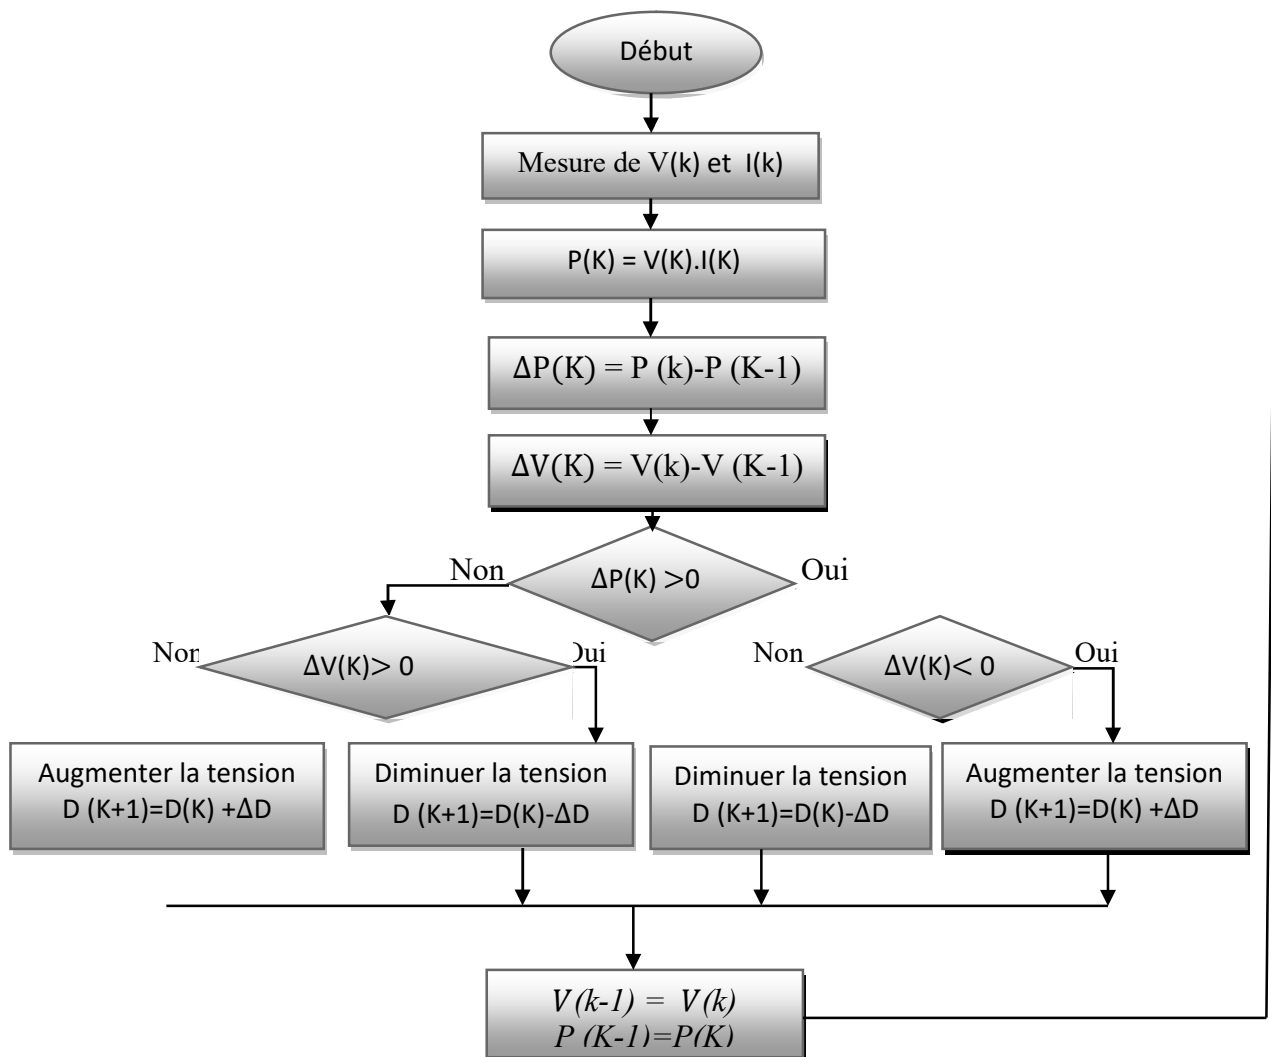 Début
Mesure de V(k) et I(k)
P(K) = V(K).I(K)
ΔP(K) = P (k)-P (K-1)
ΔV(K) = V(k)-V (K-1)
Non
ΔP(K) >0
Oui
Non
ΔV(K)> 0
Oui
Non
ΔV(K)< 0
Oui
Augmenter la tension
D (K+1)=D(K) +ΔD
Diminuer la tension
D (K+1)=D(K)-ΔD
Diminuer la tension
D (K+1)=D(K)-ΔD
Augmenter la tension
D (K+1)=D(K) +ΔD
V(k-1) = V(k)
P (K-1)=P(K)